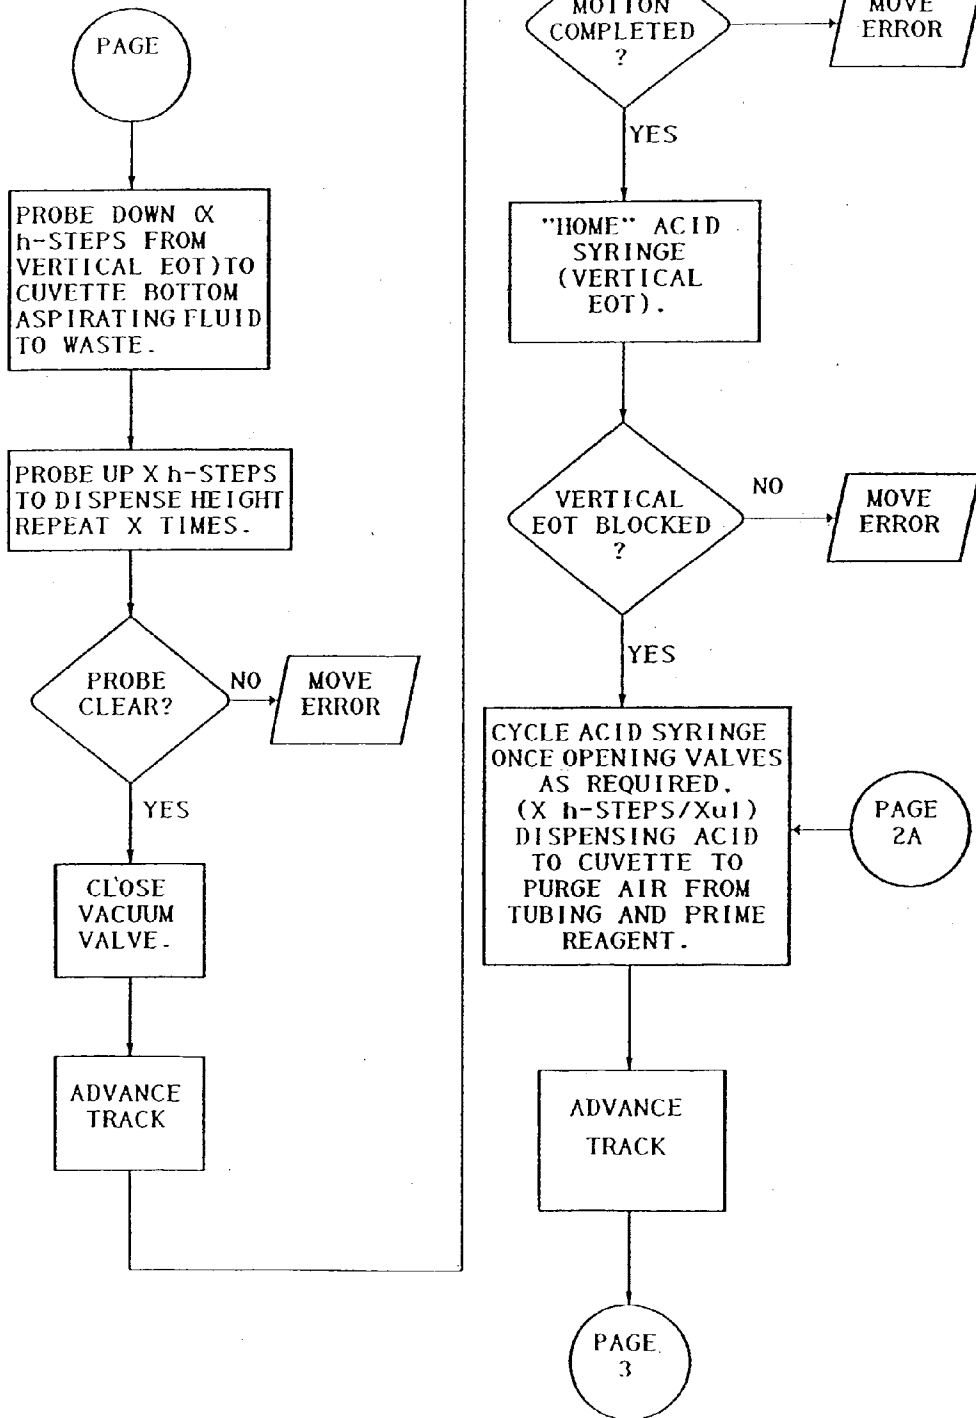 PAGE
PROBE DOWN (X
h-STEPS FROM
VERTICAL EOT)TO
CUVETTE BOTTOM
ASPIRATING FLUID
TO WASTE.
PROBE UP X h-STEPS
TO DISPENSE HEIGHT
REPEAT X TIMES.
PROBE
CLEAR?
NO
MOVE
ERROR
YES
CLOSE
VACUUM
VALVE.
ADVANCE
TRACK
MOTION
COMPLETED
?
MOVE
ERROR
YES
"HOME" ACID
SYRINGE
(VERTICAL
EOT).
VERTICAL
EOT BLOCKED
?
NO
MOVE
ERROR
YES
CYCLE ACID SYRINGE
ONCE OPENING VALVES
AS REQUIRED.
(X h-STEPS/Xul)
DISPENSING ACID
TO CUVETTE TO
PURGE AIR FROM
TUBING AND PRIME
REAGENT.
PAGE
2A
ADVANCE
TRACK
PAGE
3